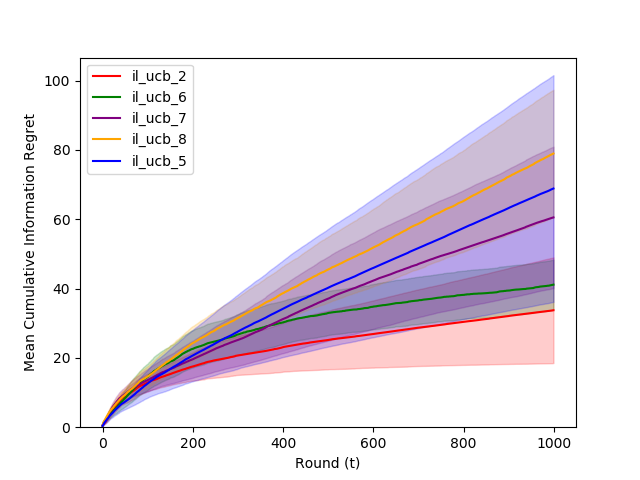 il_ucb_2
il_ucb_6
il_ucb_7
il_ucb_8
il_ucb_5
Mean Cumulative Information Regret
100
80
60
40
20
0
0 200 400 600 800 1000
Round (t)